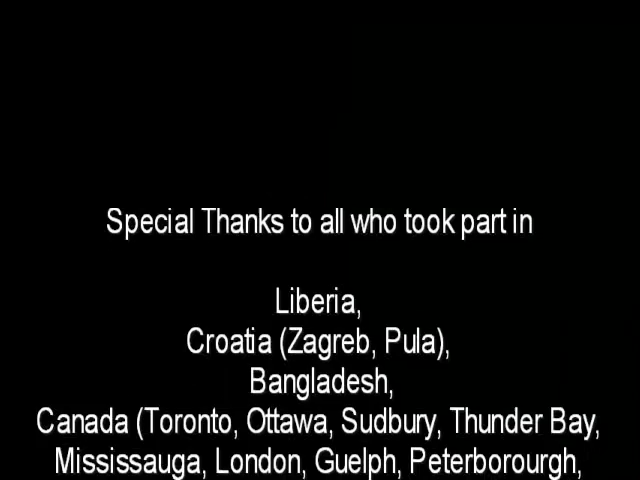 Special Thanks to all who took part in
Liberia,
Croatia (Zagreb, Pula),
Bangladesh,
Canada (Toronto, Ottawa, Sudbury, Thunder Bay,
Mississauga, London, Guelph, Peterborourgh,